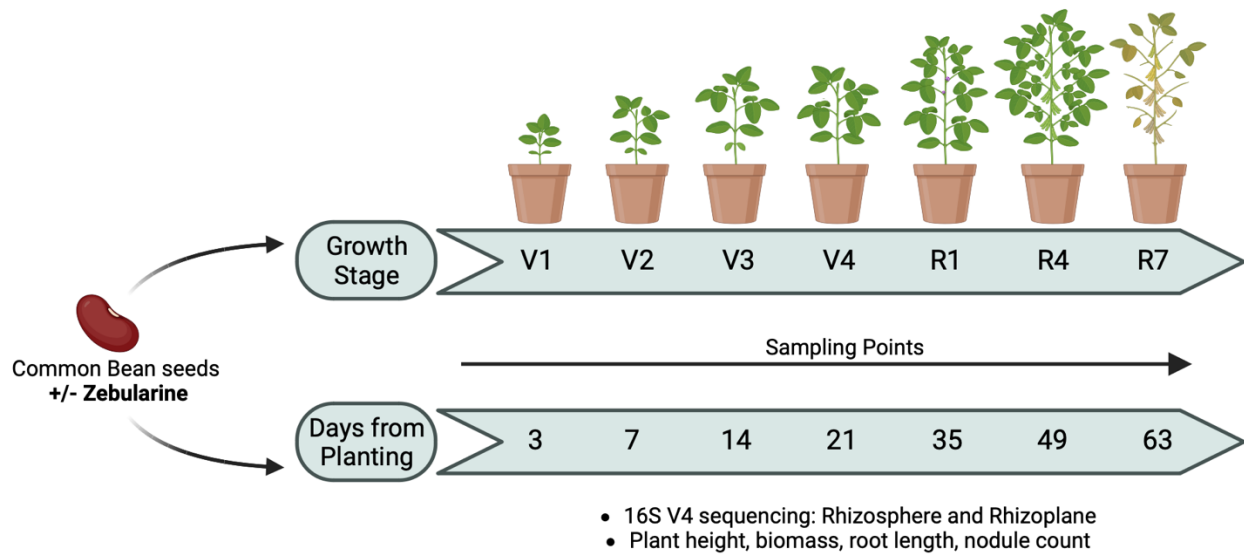 Growth
Stage
V1 V2 V3 V4 R1 R4 R7
Common Bean seeds
+/- Zebularine
Sampling Points
Days from
Planting
3 7 14 21 35 49 63
• 16S V4 sequencing: Rhizosphere and Rhizoplane
• Plant height, biomass, root length, nodule count